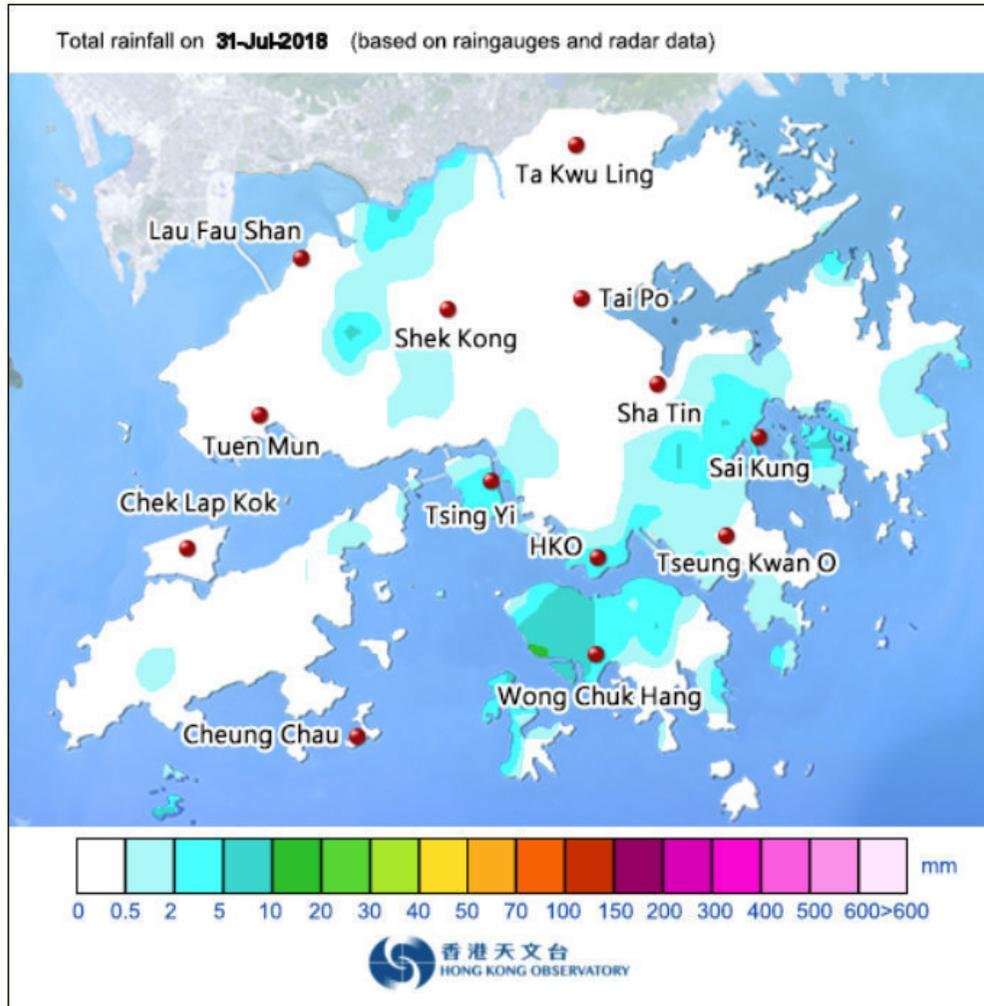 Total rainfall on 31-Jul-2018 (based on raingauges and radar data)
Ta Kwu Ling
Lau Fau Shan
Tai Po
Shek Kong
Sha Tin
Tuen Mun
Sai Kung
Chek Lap Kok
Tsing Yi
HKO
Tseung Kwan O
Wong Chuk Hang
Cheung Chau
mm
0 0.5 2 5 10 20 30 40 50 70 100 150 200 300 400 500 600 >600
香港天文台
HONG KONG OBSERVATORY